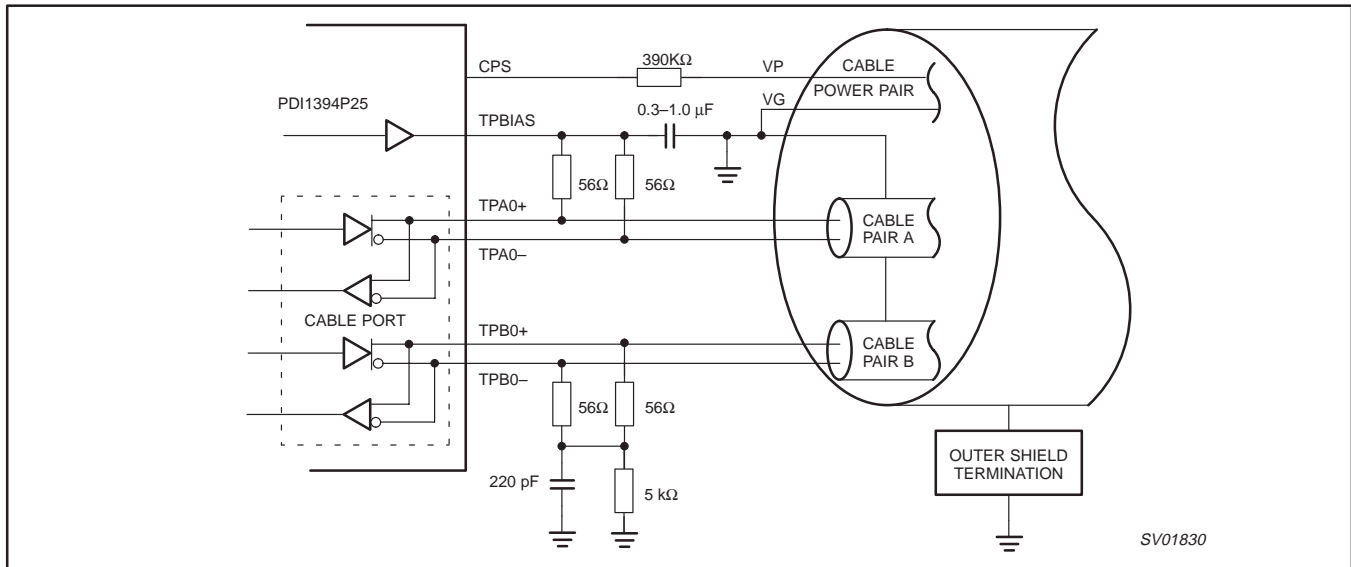 CPS
390KΩ
VP
CABLE
POWER PAIR
VG
PDI1394P25
0.3–1.0 μF
TPBIAS
56Ω
56Ω
TPA0+
CABLE
PAIR A
TPA0–
CABLE PORT
TPB0+
CABLE
PAIR B
TPB0–
56Ω
56Ω
OUTER SHIELD
TERMINATION
220 pF
5 kΩ
SV01830